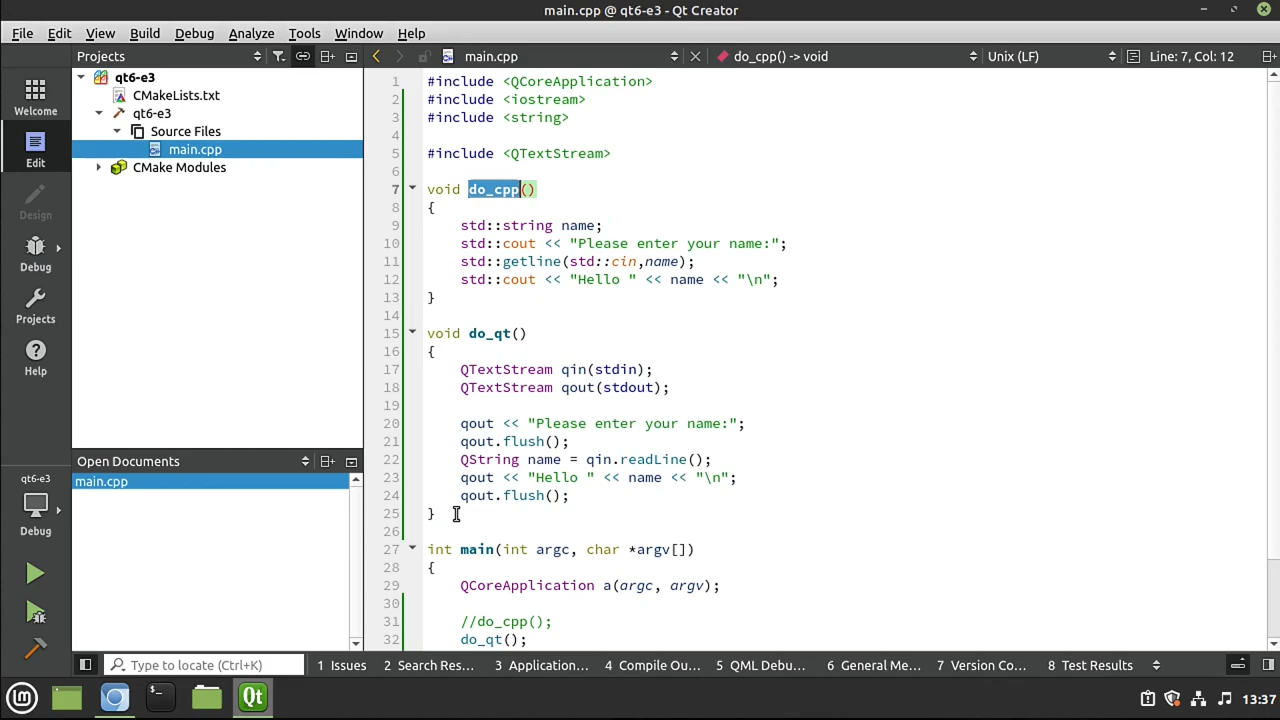 main.cpp @ qt6-e3 - Qt Creator
File Edit View Build Debug Analyze Tools Window Help
Projects main.cpp do_cpp() -> void Unix (LF) Line: 7, Col: 12
qt6-e3
CMakeLists.txt
qt6-e3
Source Files
main.cpp
CMake Modules
Welcome
Edit
Design
Debug
Projects
Help
qt6-e3
Debug
Open Documents
main.cpp
1 #include <QCoreApplication>
2 #include <iostream>
3 #include <string>
4
5 #include <QTextStream>
6
7 void do_cpp()
8 {
9 std::string name;
10 std::cout << "Please enter your name:";
11 std::getline(std::cin,name);
12 std::cout << "Hello " << name << "\n";
13 }
14
15 void do_qt()
16 {
17 QTextStream qin(stdin);
18 QTextStream qout(stdout);
19
20 qout << "Please enter your name:";
21 qout.flush();
22 QString name = qin.readLine();
23 qout << "Hello " << name << "\n";
24 qout.flush();
25 }
26
27 int main(int argc, char *argv[])
28 {
29 QCoreApplication a(argc, argv);
30
31 //do_cpp();
32 do_qt();
Type to locate (Ctrl+K) 1 Issues 2 Search Res... 3 Application... 4 Compile Ou... 5 QML Debu... 6 General Me... 7 Version Co... 8 Test Results
13:37